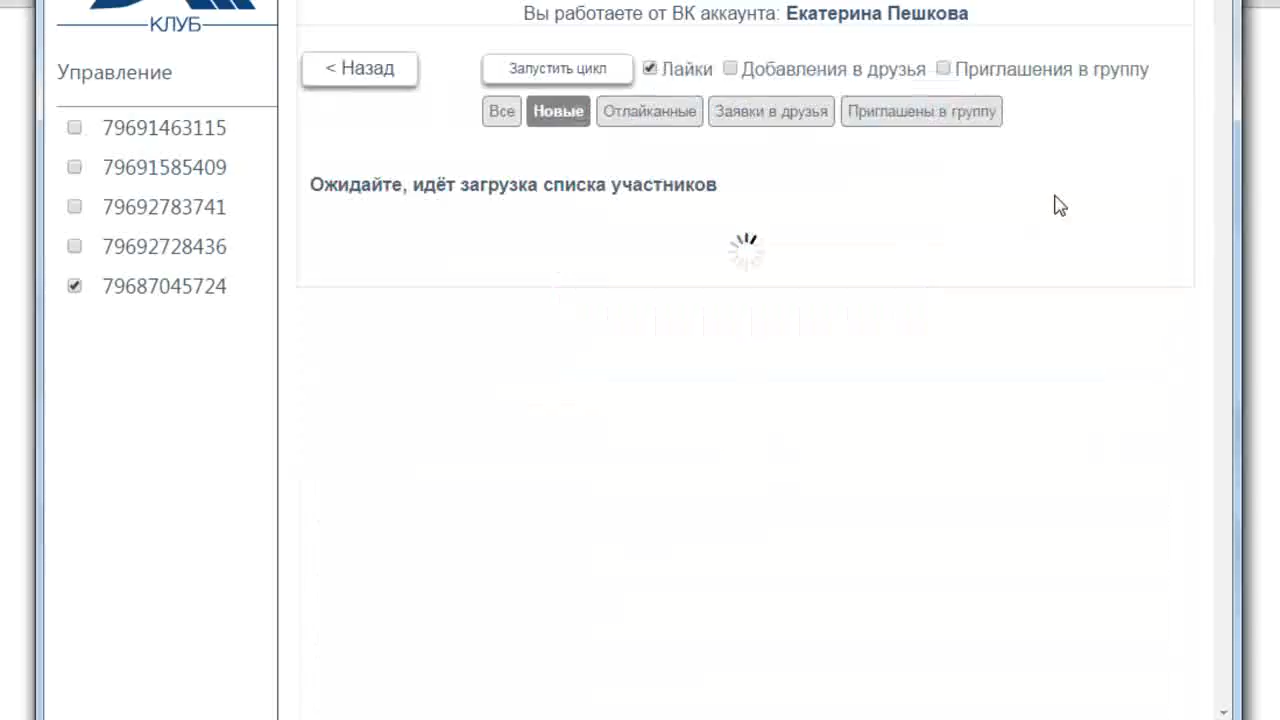 Вы работаете от ВК аккаунта: Екатерина Пешкова
КЛУБ
Управление
79691463115
79691585409
79692783741
79692728436
79687045724
< Назад
Запустить цикл
Лайки
Добавления в друзья
Приглашения в группу
Все
Новые
Отлайканные
Заявки в друзья
Приглашены в группу
Ожидайте, идёт загрузка списка участников